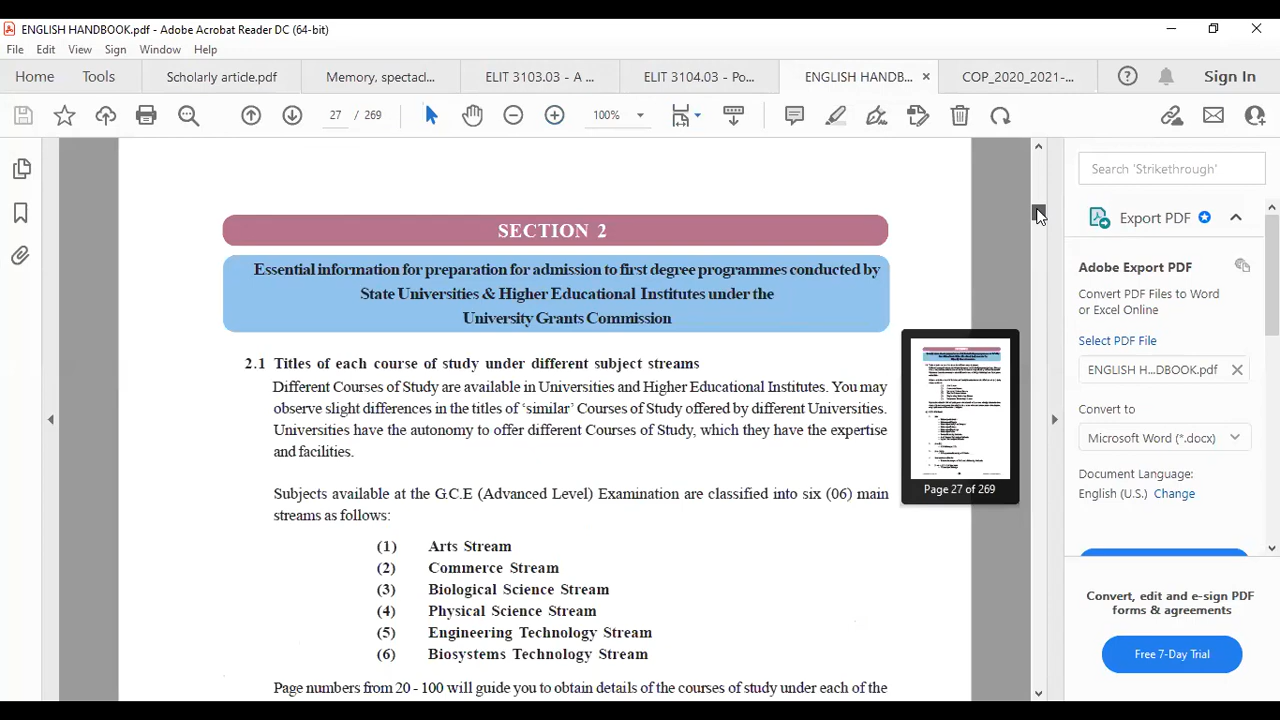 ENGLISH HANDBOOK.pdf - Adobe Acrobat Reader DC (64-bit)
File Edit View Sign Window Help
Home Tools Scholarly article.pdf Memory, spectacl... ELIT 3103.03 - A ... ELIT 3104.03 - Po... ENGLISH HANDB... × COP_2020_2021-... Sign In
27 / 269 100%
SECTION 2
Essential information for preparation for admission to first degree programmes conducted by
State Universities & Higher Educational Institutes under the
University Grants Commission
2.1 Titles of each course of study under different subject streams
Different Courses of Study are available in Universities and Higher Educational Institutes. You may
observe slight differences in the titles of ‘similar’ Courses of Study offered by different Universities.
Universities have the autonomy to offer different Courses of Study, which they have the expertise
and facilities.
Subjects available at the G.C.E (Advanced Level) Examination are classified into six (06) main
streams as follows:
(1) Arts Stream
(2) Commerce Stream
(3) Biological Science Stream
(4) Physical Science Stream
(5) Engineering Technology Stream
(6) Biosystems Technology Stream
Page numbers from 20 - 100 will guide you to obtain details of the courses of study under each of the
Page 27 of 269
Search 'Strikethrough'
Export PDF
Adobe Export PDF
Convert PDF Files to Word
or Excel Online
Select PDF File
ENGLISH H...DBOOK.pdf
Convert to
Microsoft Word (*.docx)
Document Language:
English (U.S.) Change
Convert, edit and e-sign PDF
forms & agreements
Free 7-Day Trial